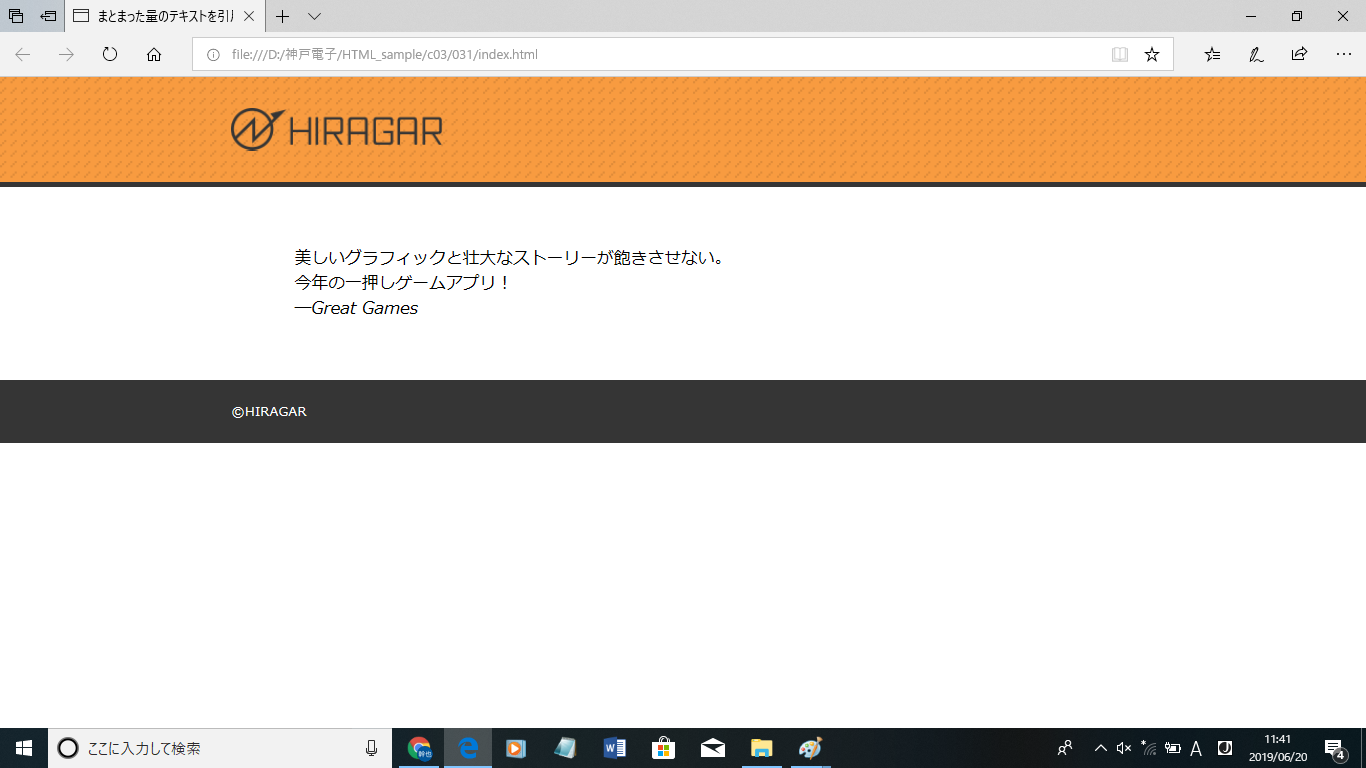 まとまった量のテキストを引
file:///D:/神戸電子/HTML_sample/c03/031/index.html
HIRAGAR
美しいグラフィックと壮大なストーリーが飽きさせない。
今年の一押しゲームアプリ！
—Great Games
©HIRAGAR
ここに入力して検索
A
11:41
2019/06/20
4